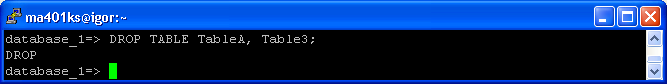 ma401ks@igor:~
database_1=> DROP TABLE TableA, Table3;
DROP
database_1=>